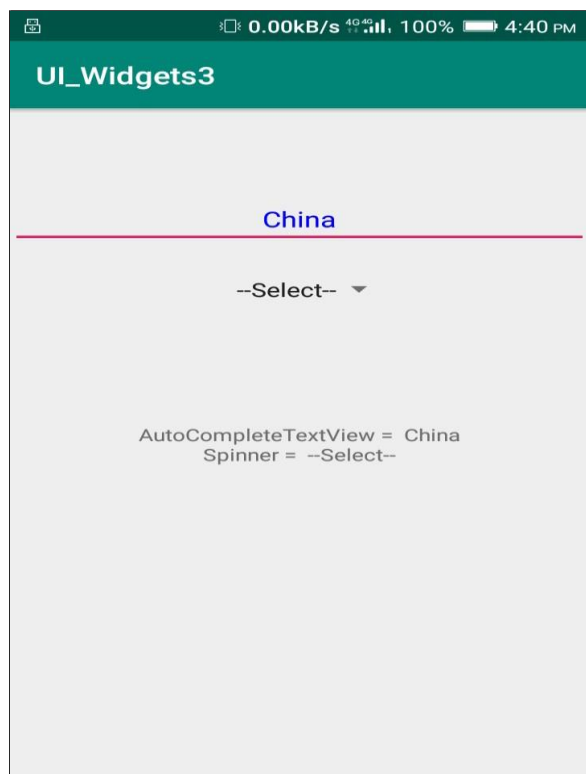 0.00kB/s 4G 4G 100% 4:40 PM
UI_Widgets3
China
--Select--
AutoCompleteTextView = China
Spinner = --Select--